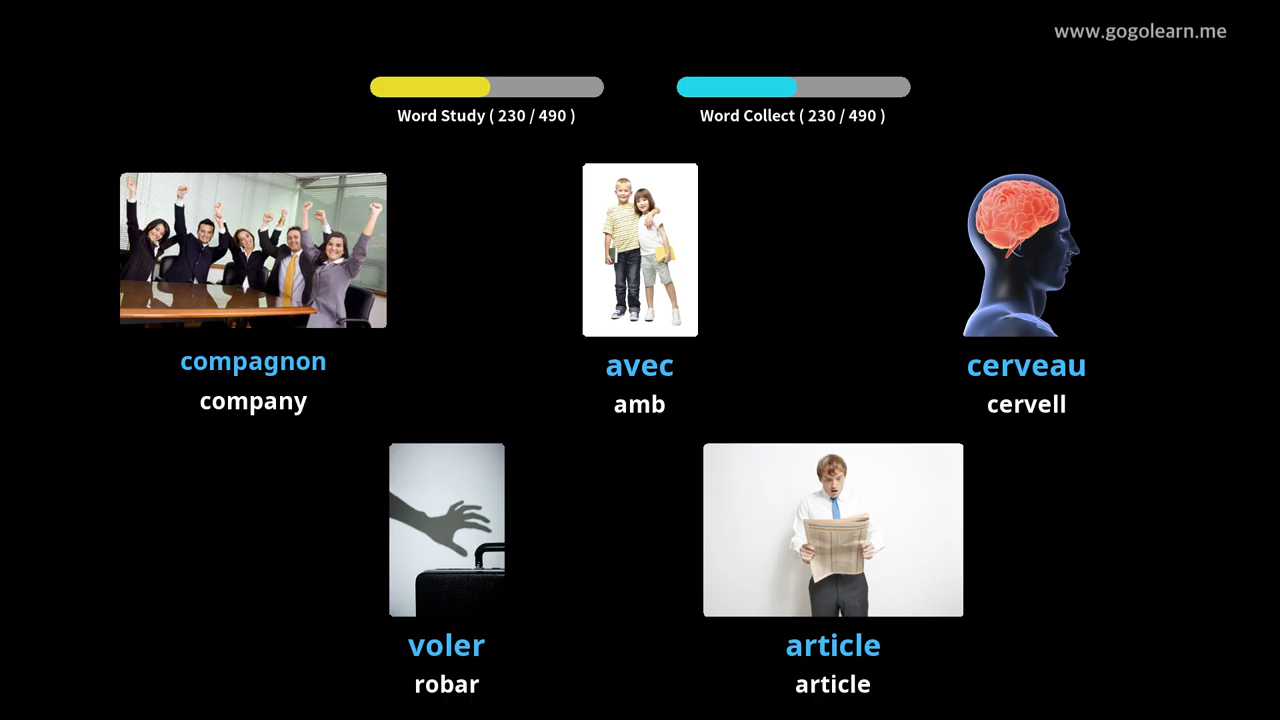 www.gogolearn.me
Word Study ( 230 / 490 )
Word Collect ( 230 / 490 )
compagnon
company
avec
amb
cerveau
cervell
voler
robar
article
article